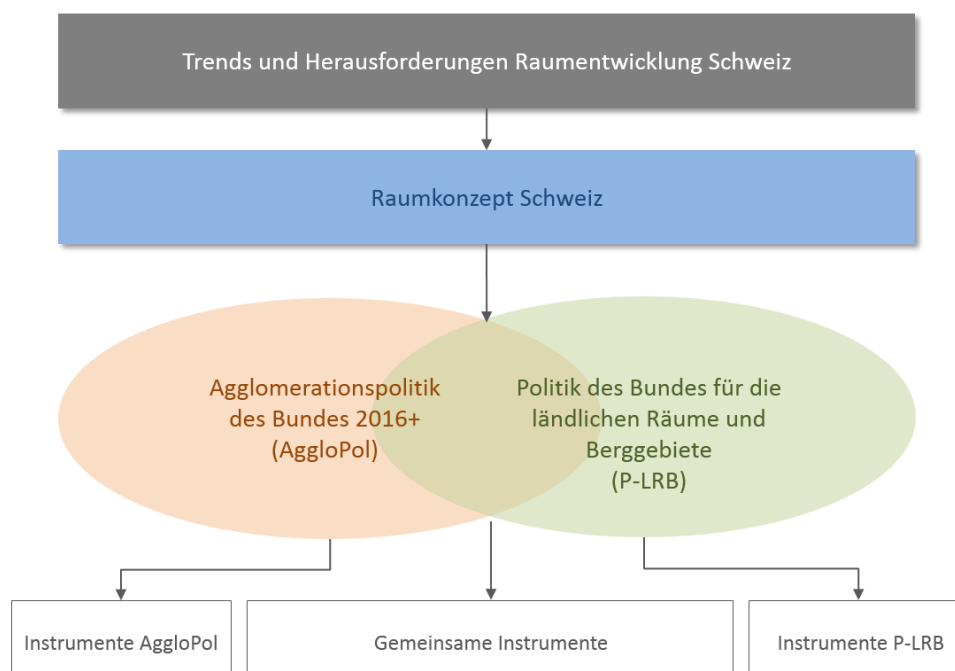 Trends und Herausforderungen Raumentwicklung Schweiz
Raumkonzept Schweiz
Agglomerationspolitik
des Bundes 2016+
(AggloPol)
Politik des Bundes für die
ländlichen Räume und
Berggebiete
(P-LRB)
Instrumente AggloPol
Gemeinsame Instrumente
Instrumente P-LRB